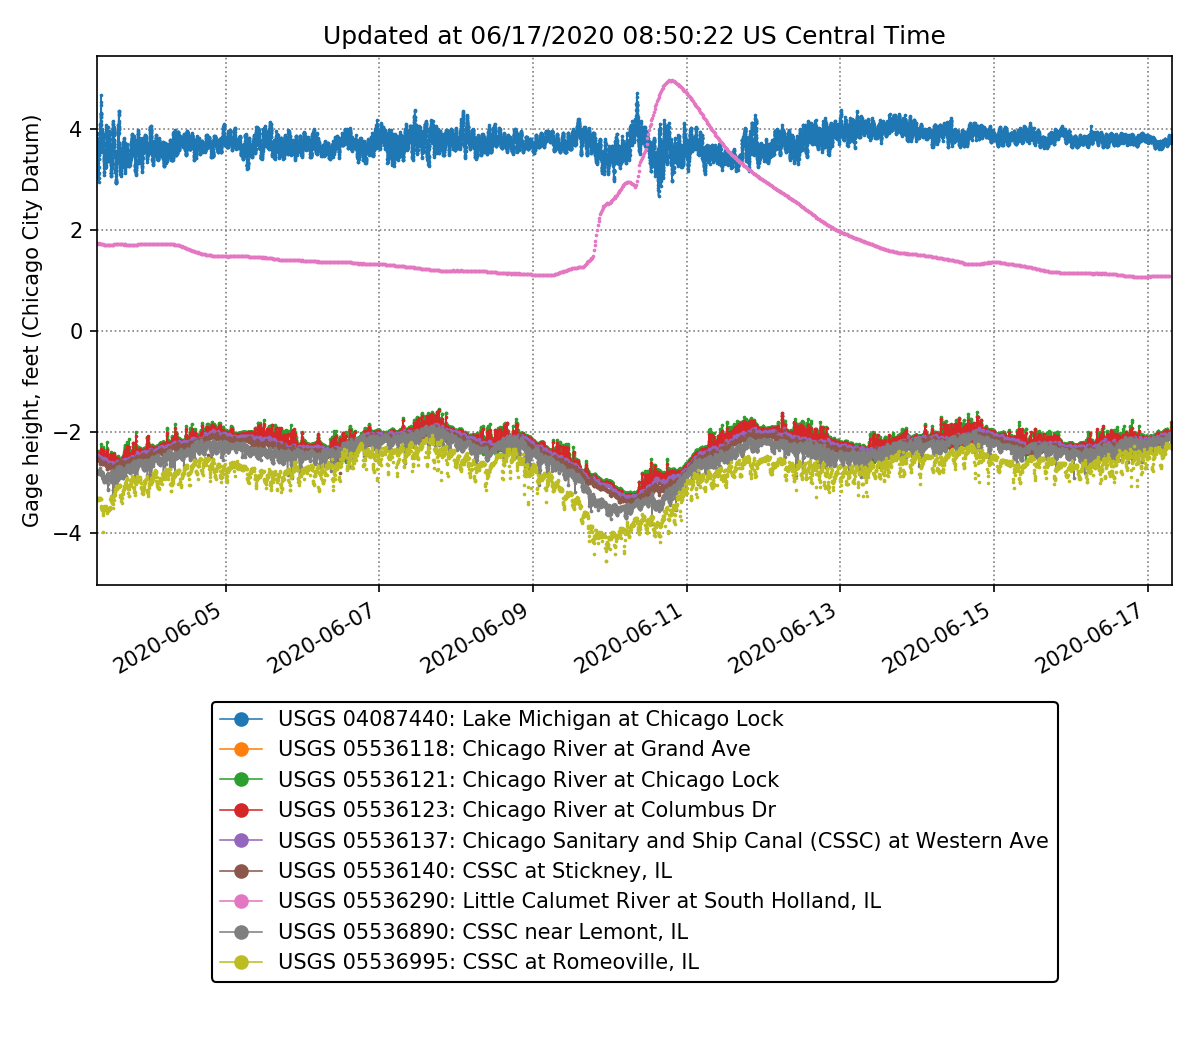 Updated at 06/17/2020 08:50:22 US Central Time
Gage height, feet (Chicago City Datum)
4
2
0
−2
−4
2020-06-05
2020-06-07
2020-06-09
2020-06-11
2020-06-13
2020-06-15
2020-06-17
USGS 04087440: Lake Michigan at Chicago Lock
USGS 05536118: Chicago River at Grand Ave
USGS 05536121: Chicago River at Chicago Lock
USGS 05536123: Chicago River at Columbus Dr
USGS 05536137: Chicago Sanitary and Ship Canal (CSSC) at Western Ave
USGS 05536140: CSSC at Stickney, IL
USGS 05536290: Little Calumet River at South Holland, IL
USGS 05536890: CSSC near Lemont, IL
USGS 05536995: CSSC at Romeoville, IL